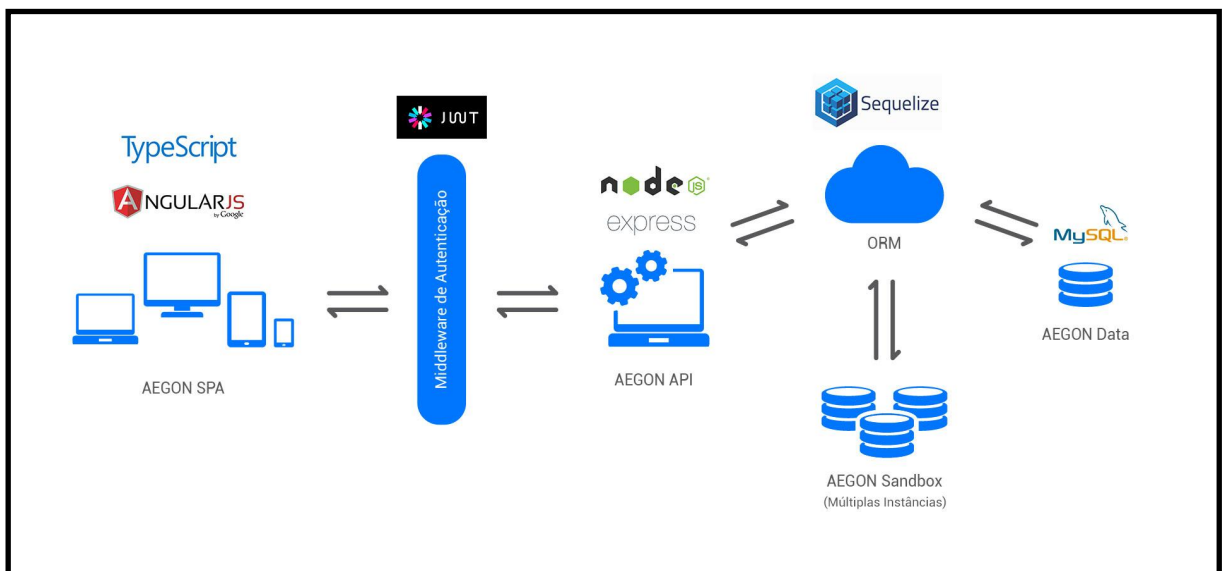 TypeScript
ANGULARJS
by Google
AEGON SPA
JWT
Middleware de Autenticação
node
JS
express
AEGON API
Sequelize
ORM
MySQL
AEGON Data
AEGON Sandbox
(Múltiplas Instâncias)